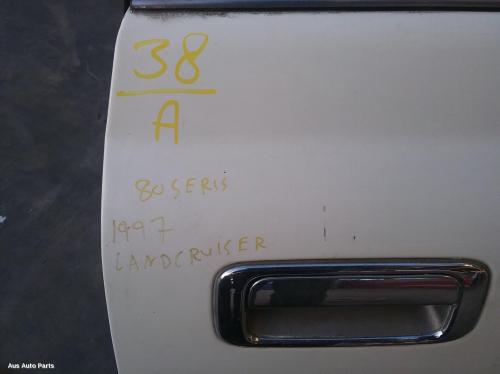 38
A
80 SERIS
1997
LANDCRUISER
Aus Auto Parts